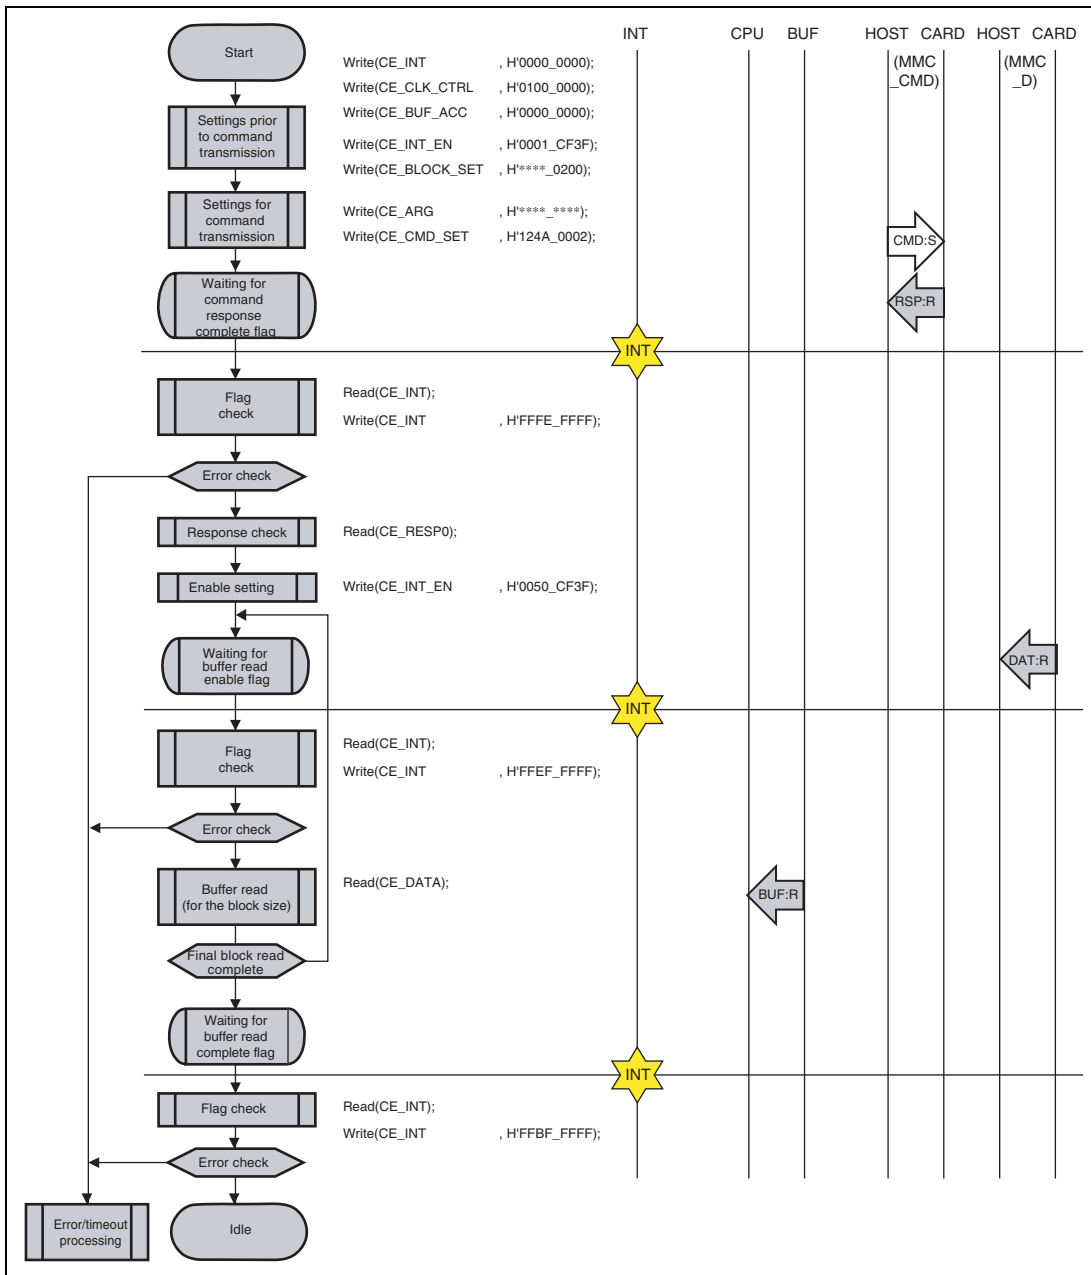 INT CPU BUF HOST CARD HOST CARD
(MMC
_CMD)
(MMC
_D)
Start
Write(CE_INT , H'0000_0000);
Write(CE_CLK_CTRL , H'0100_0000);
Write(CE_BUF_ACC , H'0000_0000);
Settings prior
to command
transmission
Write(CE_INT_EN , H'0001_CF3F);
Write(CE_BLOCK_SET , H'****_0200);
Settings for
command
transmission
Write(CE_ARG , H'****_****);
Write(CE_CMD_SET , H'124A_0002);
CMD:S
Waiting for
command
response
complete flag
RSP:R
INT
Flag
check
Read(CE_INT);
Write(CE_INT , H'FFFE_FFFF);
Error check
Response check
Read(CE_RESP0);
Enable setting
Write(CE_INT_EN , H'0050_CF3F);
Waiting for
buffer read
enable flag
DAT:R
INT
Flag
check
Read(CE_INT);
Write(CE_INT , H'FFEF_FFFF);
Error check
Buffer read
(for the block size)
Read(CE_DATA);
BUF:R
Final block read
complete
Waiting for
buffer read
complete flag
INT
Flag check
Read(CE_INT);
Write(CE_INT , H'FFBF_FFFF);
Error check
Error/timeout
processing
Idle